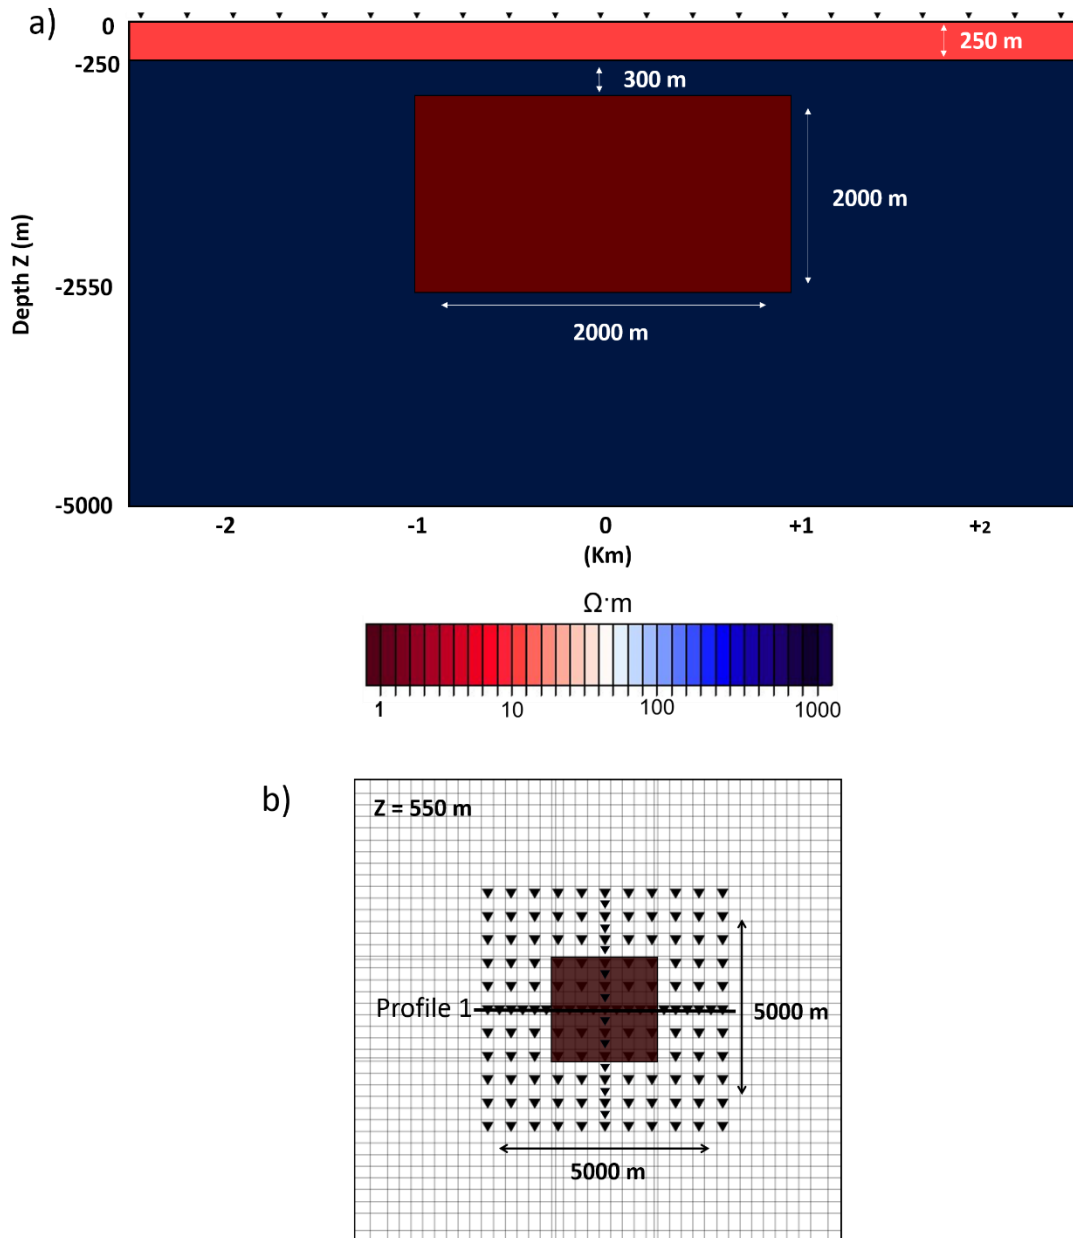 a)
0
250 m
-250
300 m
2000 m
Depth Z (m)
-2550
2000 m
-5000
-2 -1 0 +1 +2
(Km)
Ω·m
1 10 100 1000
b)
Z = 550 m
Profile 1
5000 m
5000 m